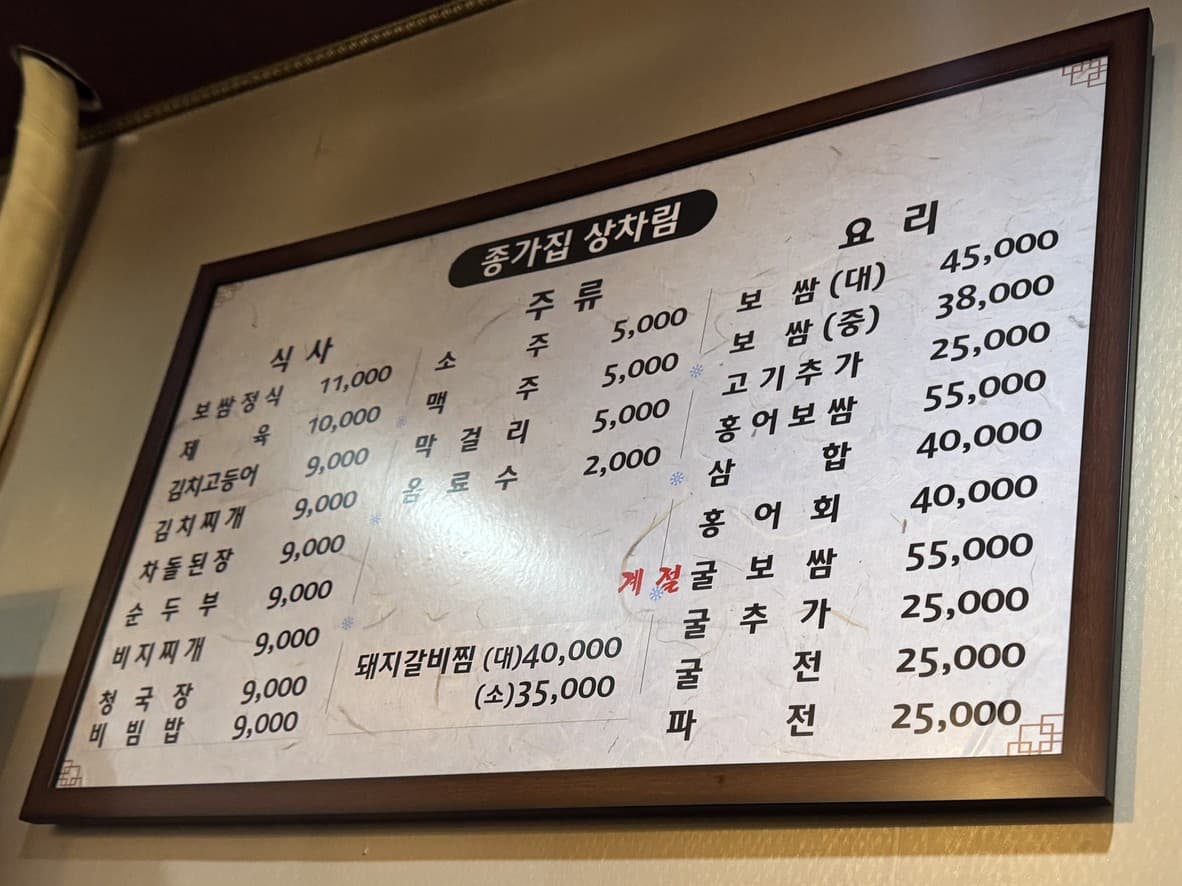 종가집 상차림
식사
보쌈정식 11,000
제육 10,000
김치고등어 9,000
김치찌개 9,000
차돌된장 9,000
순두부 9,000
비지찌개 9,000
청국장 9,000
비빔밥 9,000
주류
소주 5,000
맥주 5,000
막걸리 5,000
음료수 2,000
돼지갈비찜 (대)40,000
(소)35,000
요리
보쌈(대) 45,000
보쌈(중) 38,000
고기추가 25,000
홍어보쌈 55,000
삼합 40,000
홍어회 40,000
계절 굴보쌈 55,000
굴추가 25,000
굴전 25,000
파전 25,000